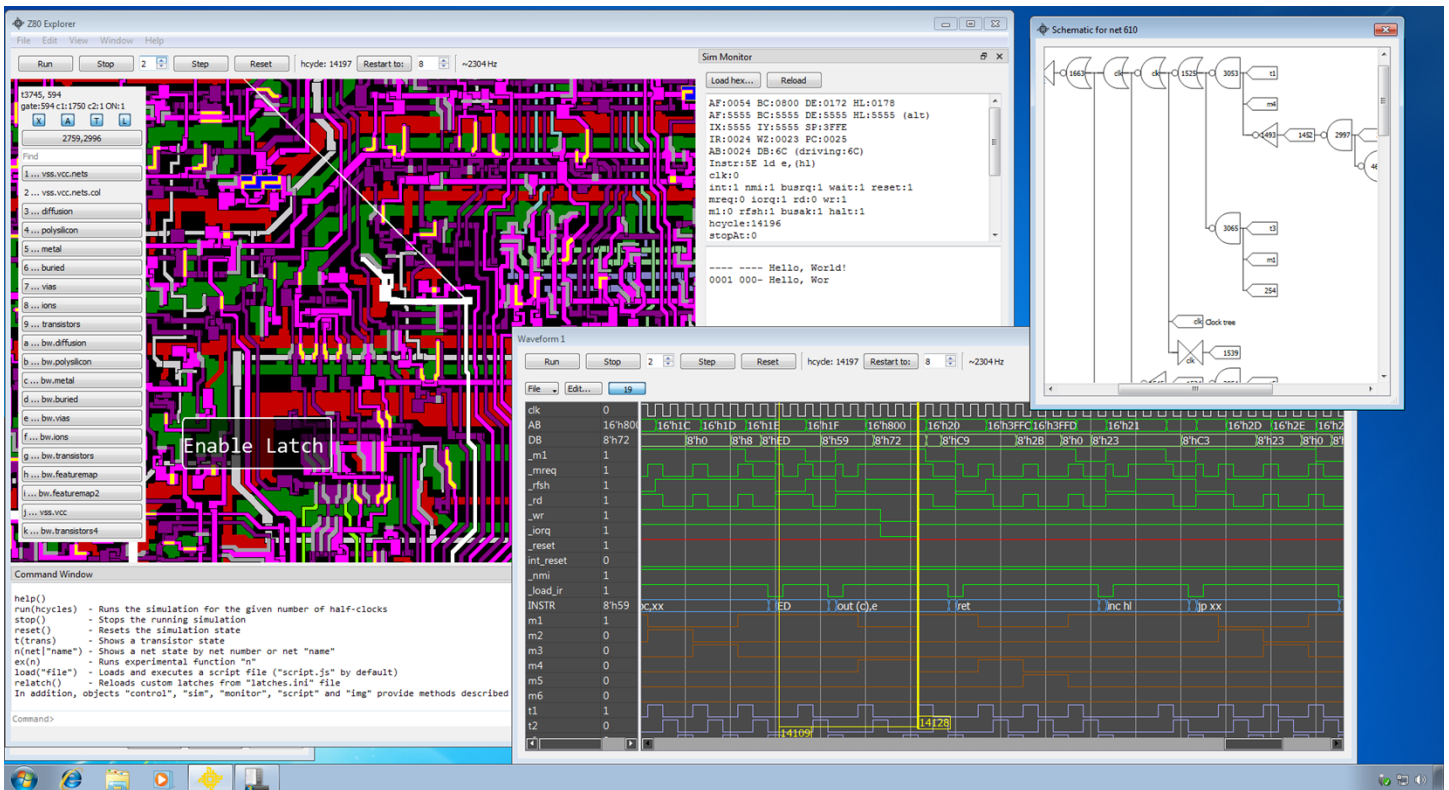 Z80 Explorer
File Edit View Window Help
Run Stop 2 Step Reset hcyde: 14197 Restart to: 8 ~2304 Hz
t3745, 594
gate:594 c1:1750 c2:1 ON:1
X A T L
2759,2996
Find
1 ... vss.vcc.nets
2 ... vss.vcc.nets.col
3 ... diffusion
4 ... polysilicon
5 ... metal
6 ... buried
7 ... vias
8 ... ions
9 ... transistors
a ... bw.diffusion
b ... bw.polysilicon
c ... bw.metal
d ... bw.buried
e ... bw.vias
f ... bw.ions
g ... bw.transistors
h ... bw.featuremap
i ... bw.featuremap2
j ... vss.vcc
k ... bw.transistors4
Enable Latch
Sim Monitor
Load hex... Reload
AF:0054 BC:0800 DE:0172 HL:0178
AF:5555 BC:5555 DE:5555 HL:5555 (alt)
IX:5555 IY:5555 SP:3FFE
IR:0024 WZ:0023 PC:0025
AB:0024 DB:6C (driving:6C)
Instr:5E ld e,(hl)
clk:0
int:1 nmi:1 busrq:1 wait:1 reset:1
mreq:0 iorq:1 rd:0 wr:1
m1:0 rfsh:1 busak:1 halt:1
hcycle:14196
stopAt:0
---- ---- Hello, World!
0001 000- Hello, Wor
Command Window
help()
run(hcycles) - Runs the simulation for the given number of half-clocks
stop() - Stops the running simulation
reset() - Resets the simulation state
t(trans) - Shows a transistor state
n(net|"name") - Shows a net state by net number or net "name"
ex(n) - Runs experimental function "n"
load("file") - Loads and executes a script file ("script.js" by default)
relatch() - Reloads custom latches from "latches.ini" file
In addition, objects "control", "sim", "monitor", "script" and "img" provide methods described
Command>
Schematic for net 610
1663 clk clk 1525 3053 t1
m4
1493 1452 2997
3065 t3
m1
254
clk Clock tree
1539
clk
Waveform 1
Run Stop 2 Step Reset hcyde: 14197 Restart to: 8 ~2304 Hz
File Edit... 19
clk 0
AB 16'h800 16'h1C 16'h1D 16'h1E 16'h1F 16'h800 16'h20 16'h3FFC 16'h3FFD 16'h21 16'h2D 16'h2E 16'h2
DB 8'h72 8'h0 8'h8 8'hED 8'h59 8'h72 8'hC9 8'h2B 8'h0 8'h23 8'hC3 8'h23 8'h0
_m1 1
_mreq 1
_rfsh 1
_rd 1
_wr 1
_iorq 1
_reset 1
int_reset 0
_nmi 1
_load_ir 1
INSTR 8'h59 ED out (c),e ret inc hl jp xx
m1 1
m2 0
m3 0
m4 0
m5 0
m6 0
t1 1
t2 0
14109 14128